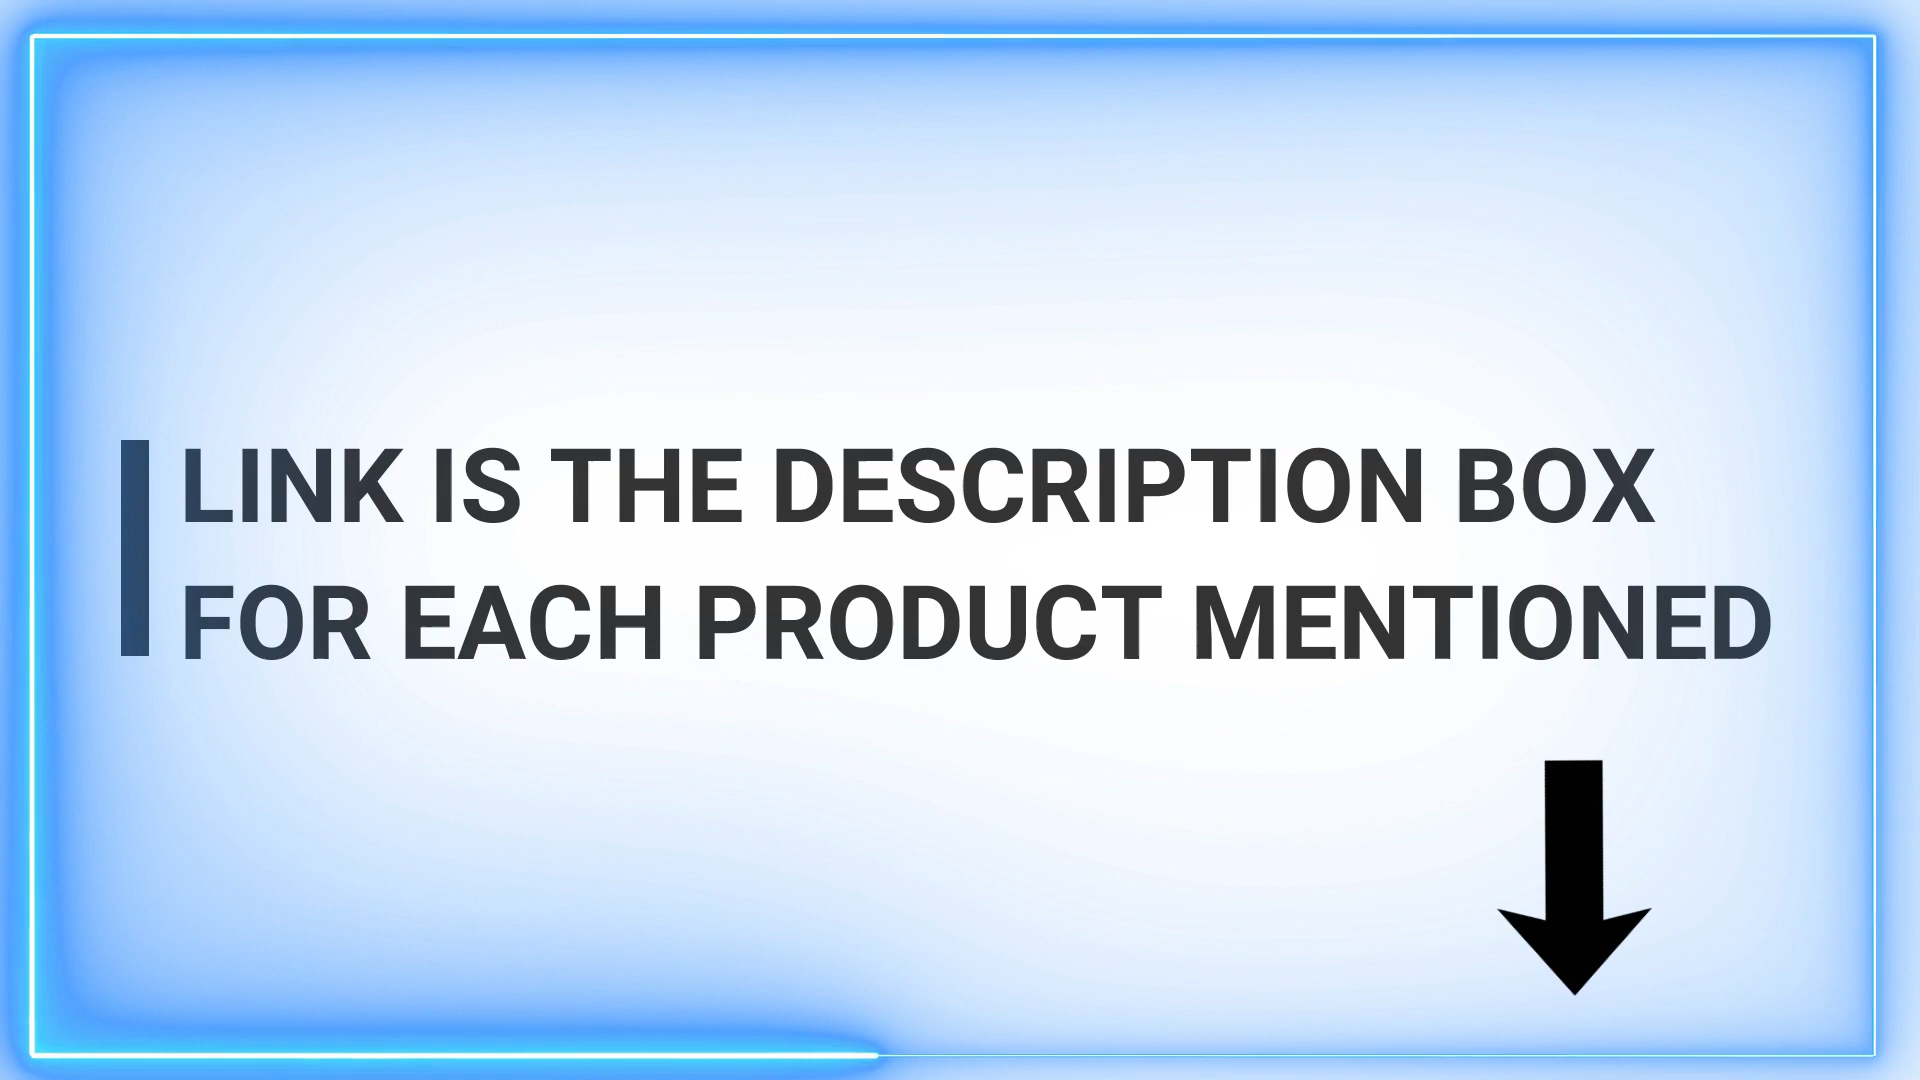 LINK IS THE DESCRIPTION BOX
FOR EACH PRODUCT MENTIONED